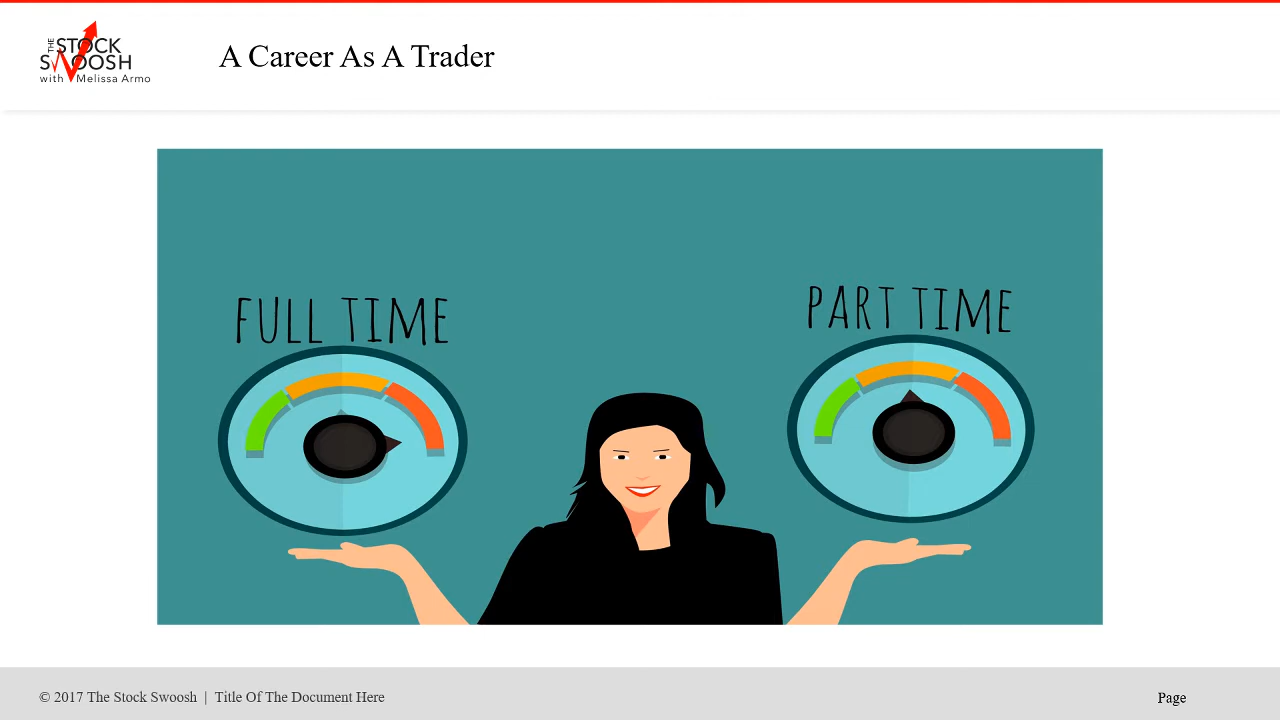 THE
STOCK
SWOOSH
with Melissa Armo
A Career As A Trader
FULL TIME
PART TIME
© 2017 The Stock Swoosh | Title Of The Document Here
Page